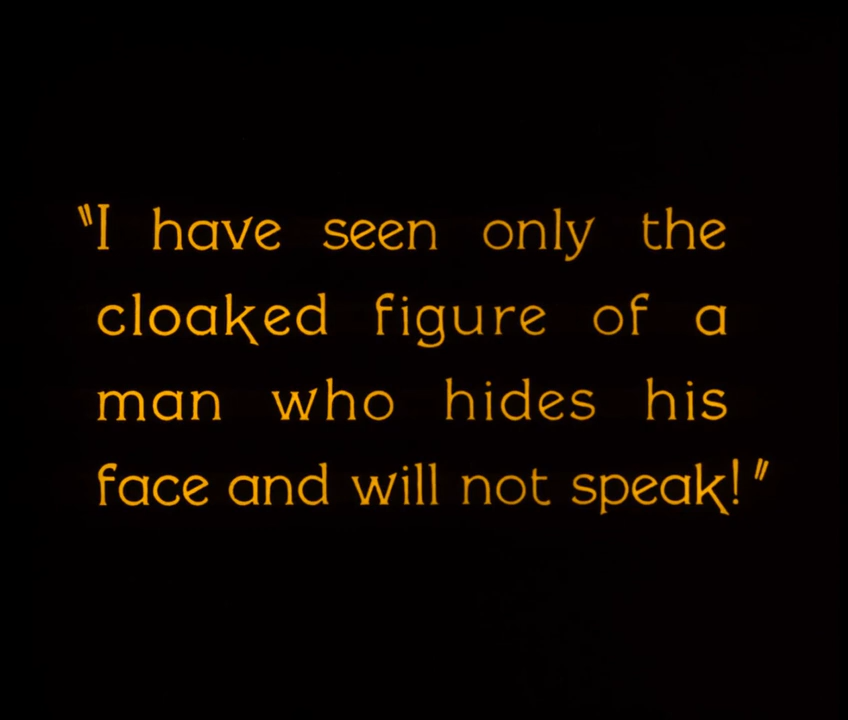 "I have seen only the
cloaked figure of a
man who hides his
face and will not speak!"